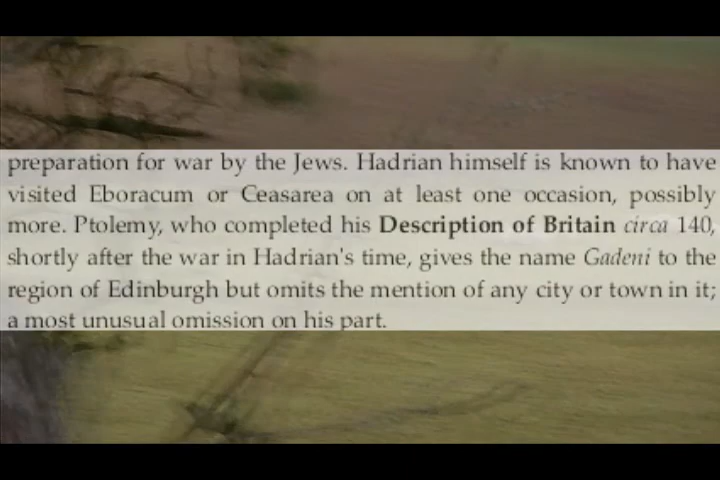 preparation for war by the Jews. Hadrian himself is known to have
visited Eboracum or Ceasarea on at least one occasion, possibly
more. Ptolemy, who completed his Description of Britain circa 140,
shortly after the war in Hadrian's time, gives the name Gadeni to the
region of Edinburgh but omits the mention of any city or town in it;
a most unusual omission on his part.